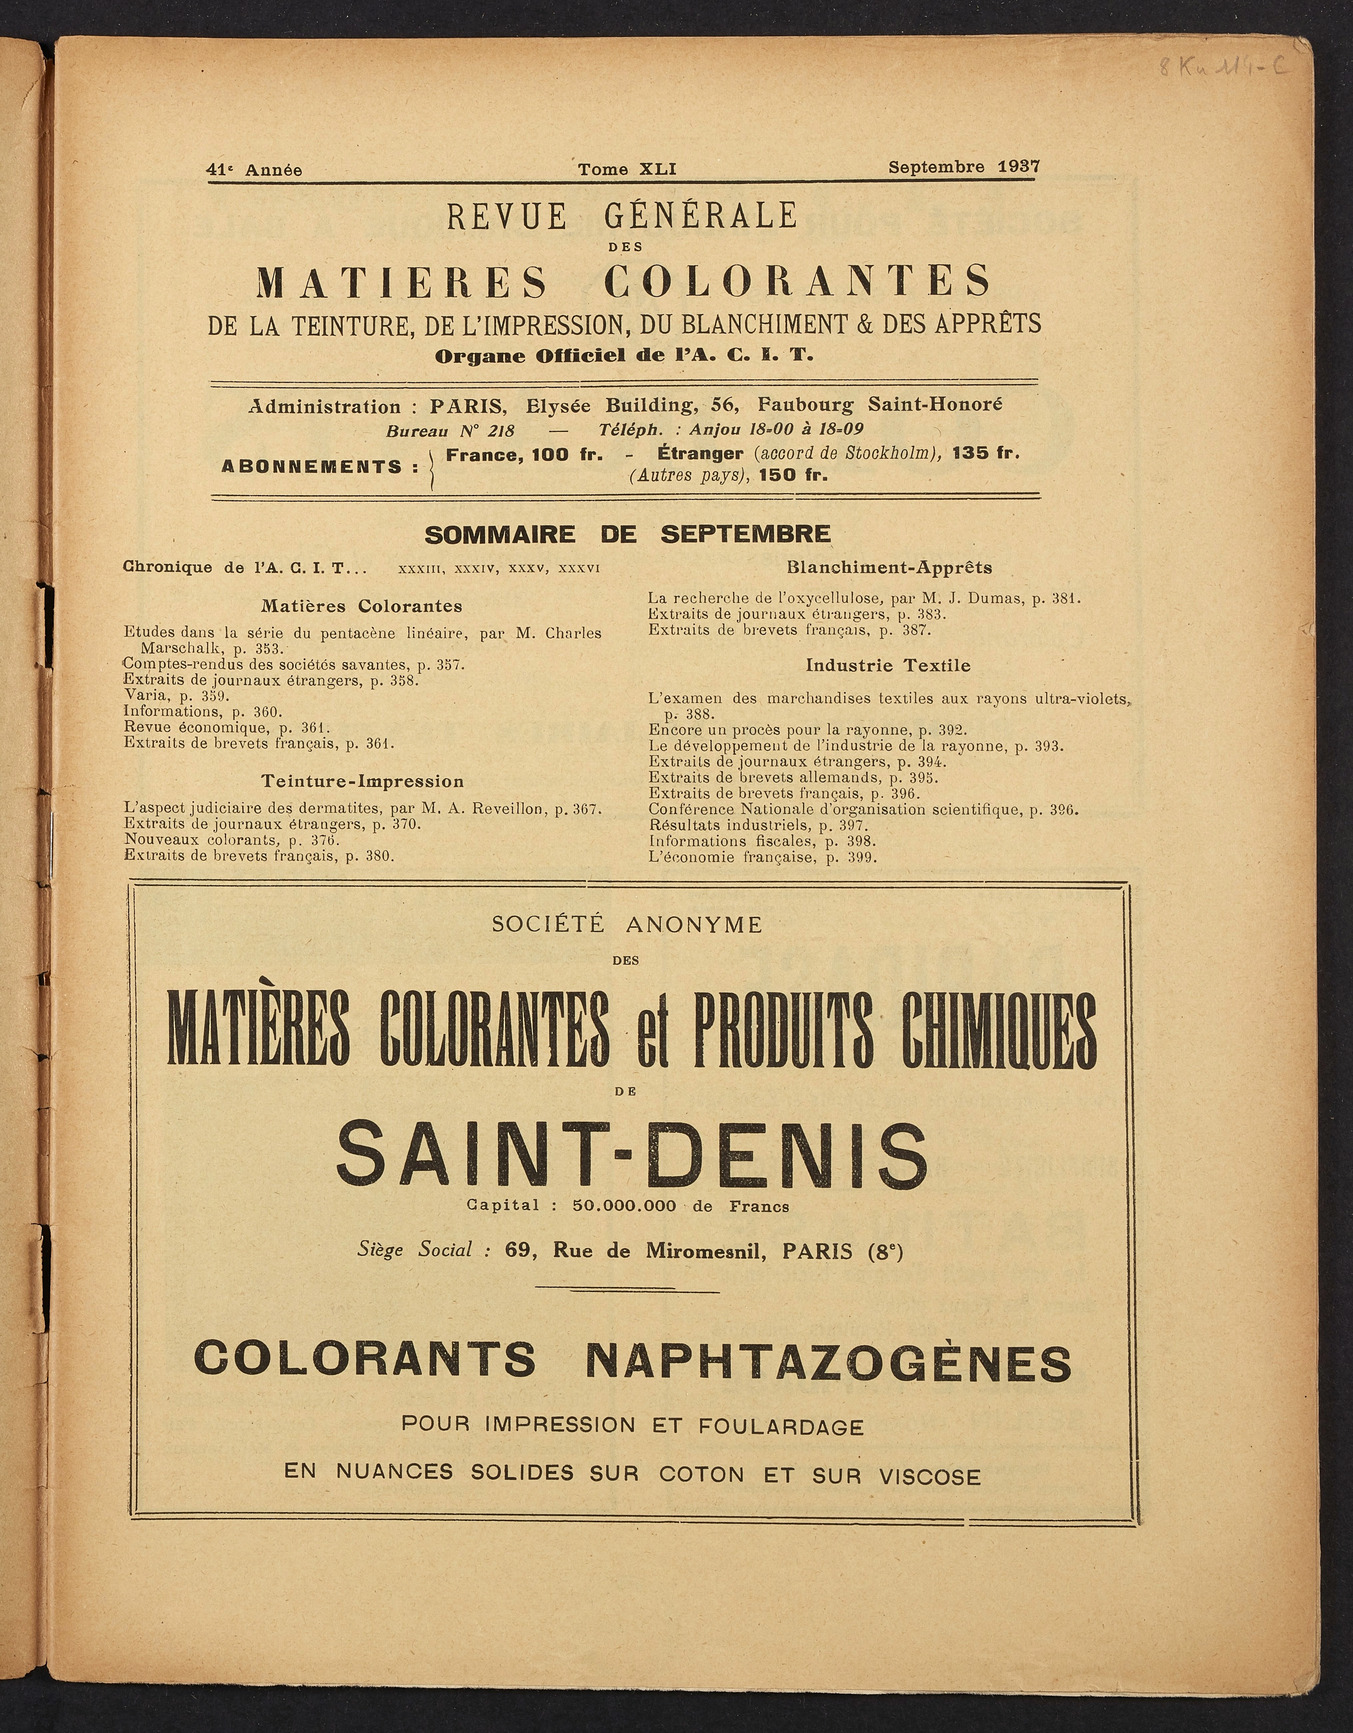 8 Ku 114-C
41e Année Tome XLI Septembre 1937
REVUE GÉNÉRALE
DES
MATIERES COLORANTES
DE LA TEINTURE, DE L'IMPRESSION, DU BLANCHIMENT & DES APPRÊTS
Organe Officiel de l'A. C. I. T.
Administration : PARIS, Elysée Building, 56, Faubourg Saint-Honoré
Bureau N° 218 — Téléph. : Anjou 18-00 à 18-09
ABONNEMENTS : { France, 100 fr. - Étranger (accord de Stockholm), 135 fr.
(Autres pays), 150 fr.
SOMMAIRE DE SEPTEMBRE
Chronique de l'A. C. I. T... XXXIII, XXXIV, XXXV, XXXVI
Matières Colorantes
Etudes dans la série du pentacène linéaire, par M. Charles
Marschalk, p. 353.
Comptes-rendus des sociétés savantes, p. 357.
Extraits de journaux étrangers, p. 358.
Varia, p. 359.
Informations, p. 360.
Revue économique, p. 361.
Extraits de brevets français, p. 361.
Teinture-Impression
L'aspect judiciaire des dermatites, par M. A. Reveillon, p. 367.
Extraits de journaux étrangers, p. 370.
Nouveaux colorants, p. 376.
Extraits de brevets français, p. 380.
Blanchiment-Apprêts
La recherche de l'oxycellulose, par M. J. Dumas, p. 381.
Extraits de journaux étrangers, p. 383.
Extraits de brevets français, p. 387.
Industrie Textile
L'examen des marchandises textiles aux rayons ultra-violets,
p. 388.
Encore un procès pour la rayonne, p. 392.
Le développement de l'industrie de la rayonne, p. 393.
Extraits de journaux étrangers, p. 394.
Extraits de brevets allemands, p. 395.
Extraits de brevets français, p. 396.
Conférence Nationale d'organisation scientifique, p. 396.
Résultats industriels, p. 397.
Informations fiscales, p. 398.
L'économie française, p. 399.
SOCIÉTÉ ANONYME
DES
MATIÈRES COLORANTES et PRODUITS CHIMIQUES
DE
SAINT-DENIS
Capital : 50.000.000 de Francs
Siège Social : 69, Rue de Miromesnil, PARIS (8e)
COLORANTS NAPHTAZOGÈNES
POUR IMPRESSION ET FOULARDAGE
EN NUANCES SOLIDES SUR COTON ET SUR VISCOSE